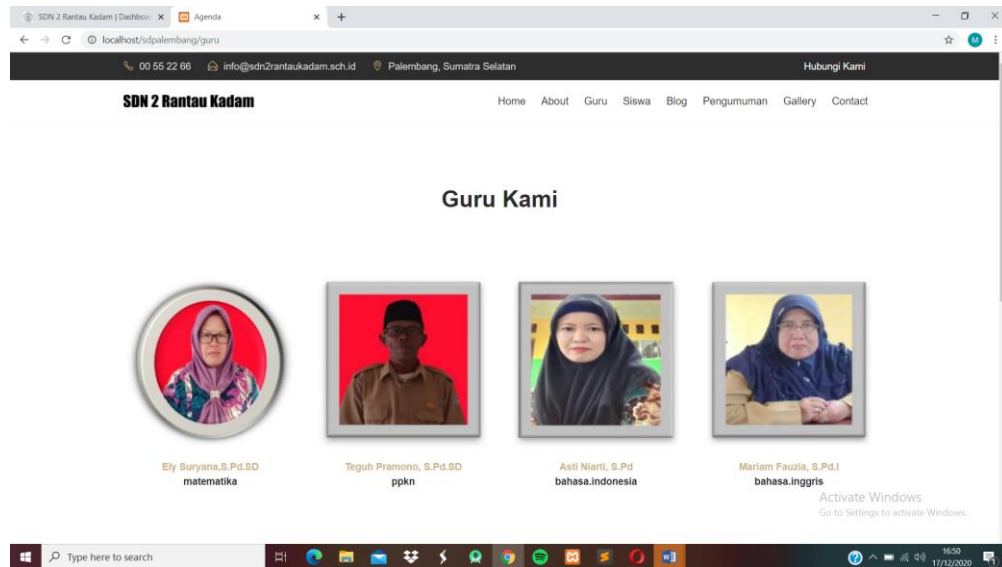 SDN 2 Rantau Kadam | Dashboa
Agenda
localhost/sdpalembang/guru
M
00 55 22 66 info@sdn2rantaukadam.sch.id Palembang, Sumatra Selatan Hubungi Kami
SDN 2 Rantau Kadam
Home About Guru Siswa Blog Pengumuman Gallery Contact
Guru Kami
Ely Suryana,S.Pd.SD
matematika
Teguh Pramono, S.Pd.SD
ppkn
Asti Niarti, S.Pd
bahasa.indonesia
Mariam Fauzia, S.Pd.I
bahasa.inggris
Activate Windows
Go to Settings to activate Windows.
Type here to search
16:50
17/12/2020